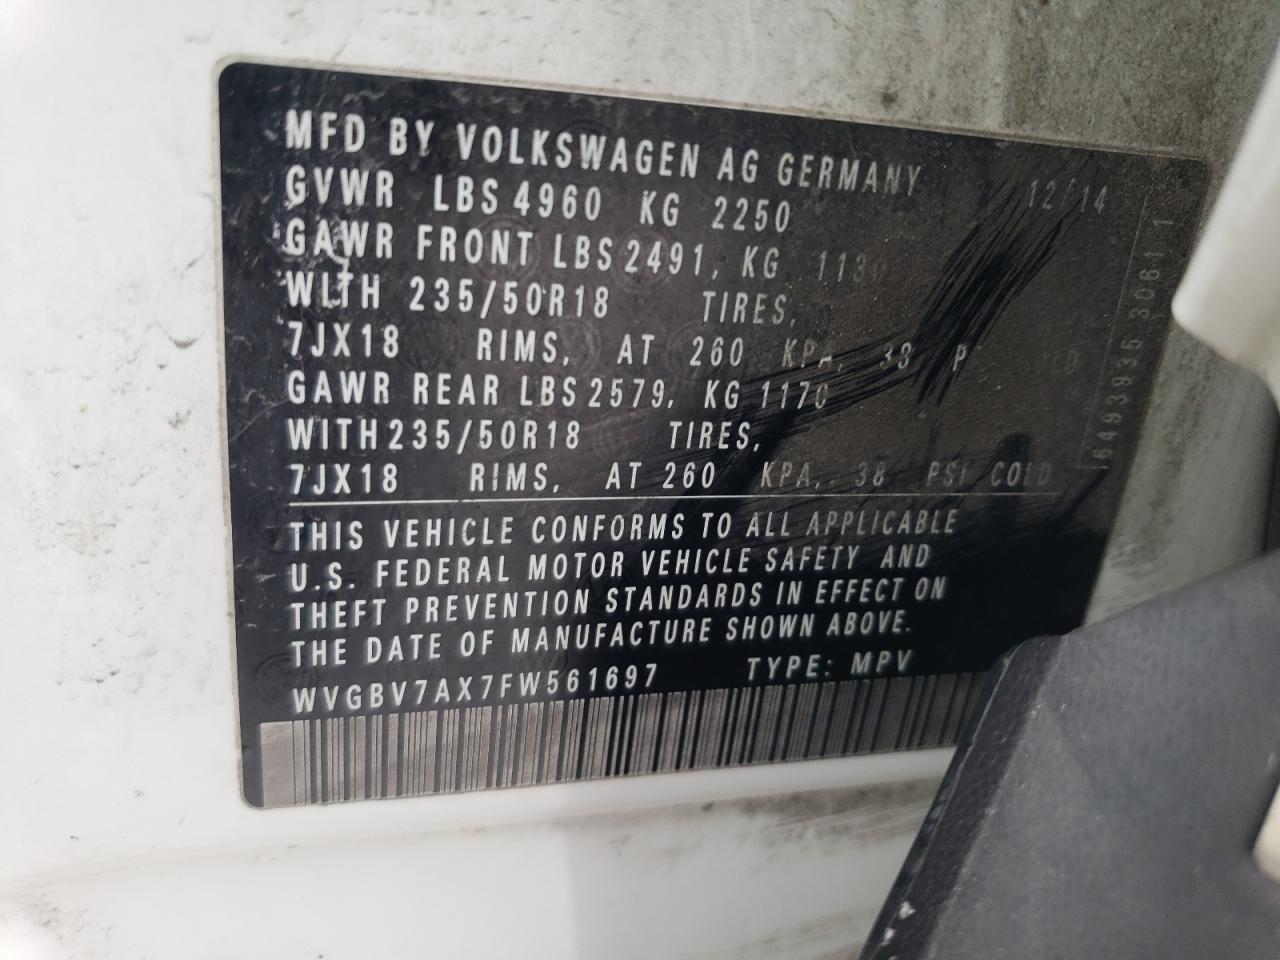 MFD BY VOLKSWAGEN AG GERMANY 12/14
GVWR LBS 4960 KG 2250
GAWR FRONT LBS 2491, KG
WITH 235/50R18 TIRES,
7JX18 RIMS, AT 260 KPA, 38
GAWR REAR LBS 2579, KG 1170
WITH 235/50R18 TIRES,
7JX18 RIMS, AT 260 KPA, 38 PSI COLD
THIS VEHICLE CONFORMS TO ALL APPLICABLE
U.S. FEDERAL MOTOR VEHICLE SAFETY AND
THEFT PREVENTION STANDARDS IN EFFECT ON
THE DATE OF MANUFACTURE SHOWN ABOVE.
WVGBV7AX7FW561697 TYPE: MPV